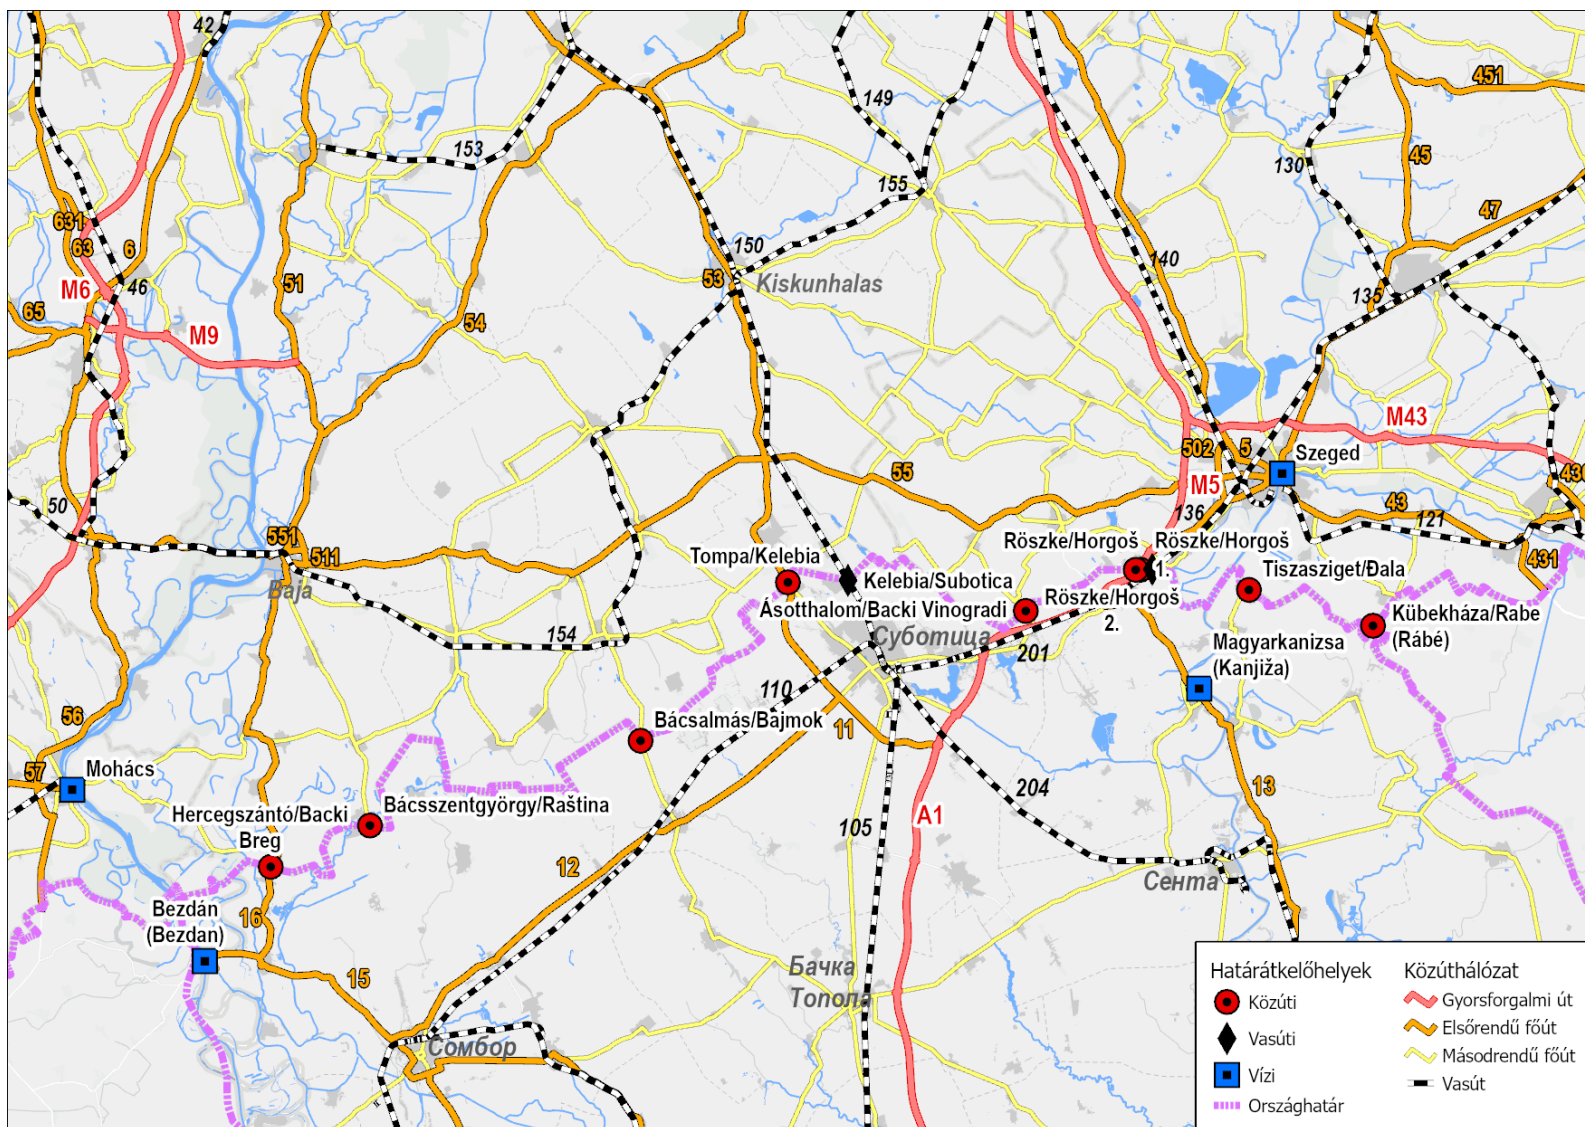 42
451
149
153
130
45
155
47
631
63
6
150
140
51
46
53
Kiskunhalas
M6
135
65
54
M9
M43
502
5
Szeged
55
430
50
M5
43
136
121
551
511
431
Röszke/Horgoš
Röszke/Horgoš
1.
Tompa/Kelebia
Kelebia/Subotica
Tiszasziget/Đala
Baja
Ásotthalom/Backi Vinogradi
Röszke/Horgoš
2.
Kübekháza/Rabe
(Rábé)
154
Суботица
201
Magyarkanizsa
(Kanjiža)
110
56
Bácsalmás/Bajmok
11
57
Mohács
204
13
Hercegszántó/Backi
Breg
Bácsszentgyörgy/Raština
A1
105
12
Сента
Bezdán
(Bezdan)
16
15
Бачка
Топола
Сомбор
Határátkelőhelyek
Közúti
Vasúti
Vízi
Országhatár
Közúthálózat
Gyorsforgalmi út
Elsőrendű főút
Másodrendű főút
Vasút